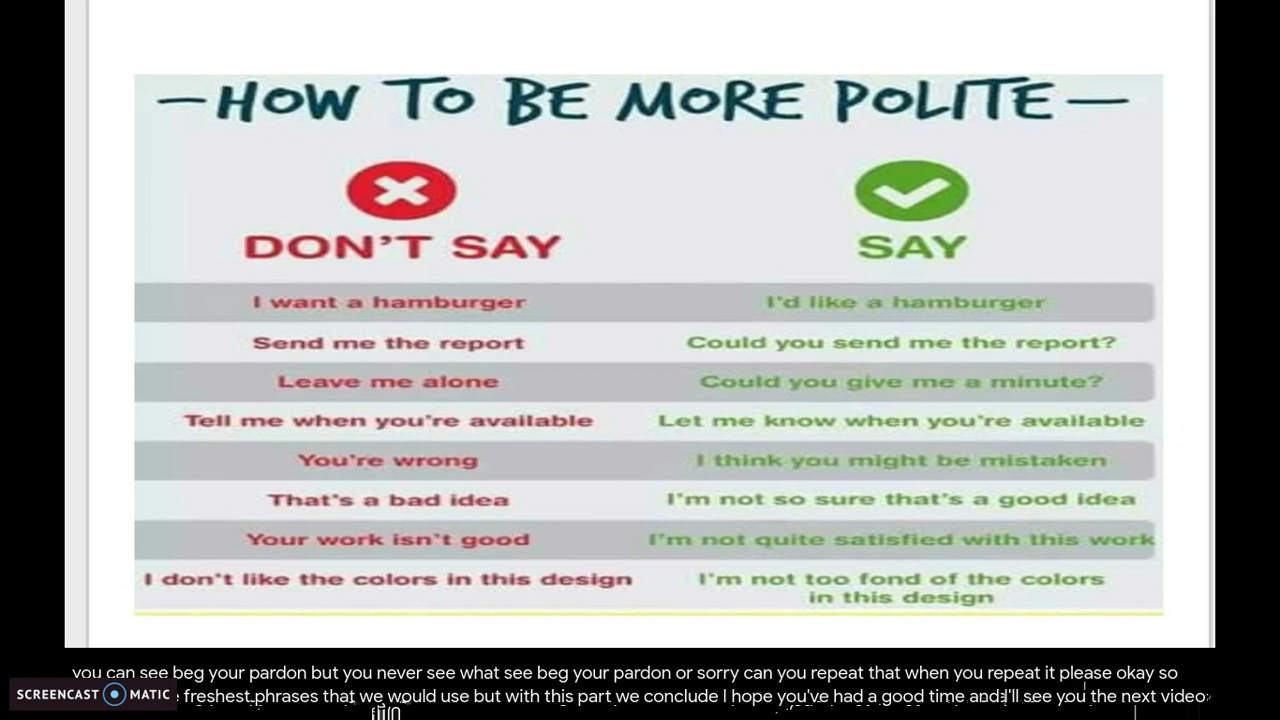 —HOW TO BE MORE POLITE—
DON'T SAY SAY
I want a hamburger I'd like a hamburger
Send me the report Could you send me the report?
Leave me alone Could you give me a minute?
Tell me when you're available Let me know when you're available
You're wrong I think you might be mistaken
That's a bad idea I'm not so sure that's a good idea
Your work isn't good I'm not quite satisfied with this work
I don't like the colors in this design I'm not too fond of the colors
in this design
you can see beg your pardon but you never see what see beg your pardon or sorry can you repeat that when you repeat it please okay so
freshest phrases that we would use but with this part we conclude I hope you've had a good time and I'll see you the next video
SCREENCAST MATIC